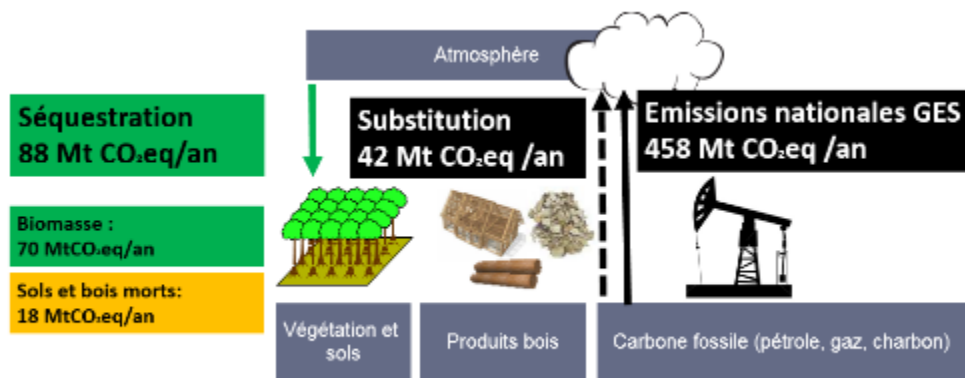 Atmosphère
Séquestration
88 Mt CO₂eq/an
Substitution
42 Mt CO₂eq /an
Emissions nationales GES
458 Mt CO₂eq /an
Biomasse :
70 MtCO₂eq/an
Sols et bois morts:
18 MtCO₂eq/an
Végétation et
sols
Produits bois
Carbone fossile (pétrole, gaz, charbon)